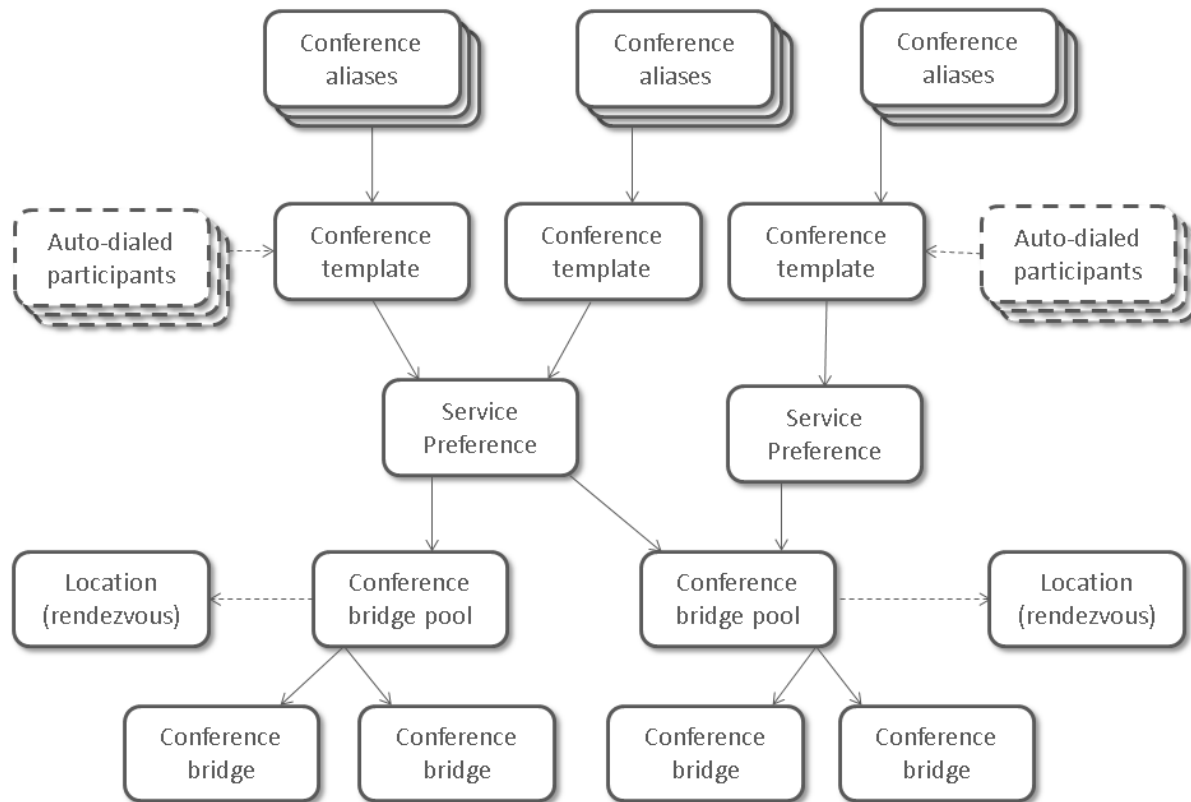 Conference
aliases
Conference
aliases
Conference
aliases
Auto-dialed
participants
Conference
template
Conference
template
Conference
template
Auto-dialed
participants
Service
Preference
Service
Preference
Location
(rendezvous)
Conference
bridge pool
Conference
bridge pool
Location
(rendezvous)
Conference
bridge
Conference
bridge
Conference
bridge
Conference
bridge